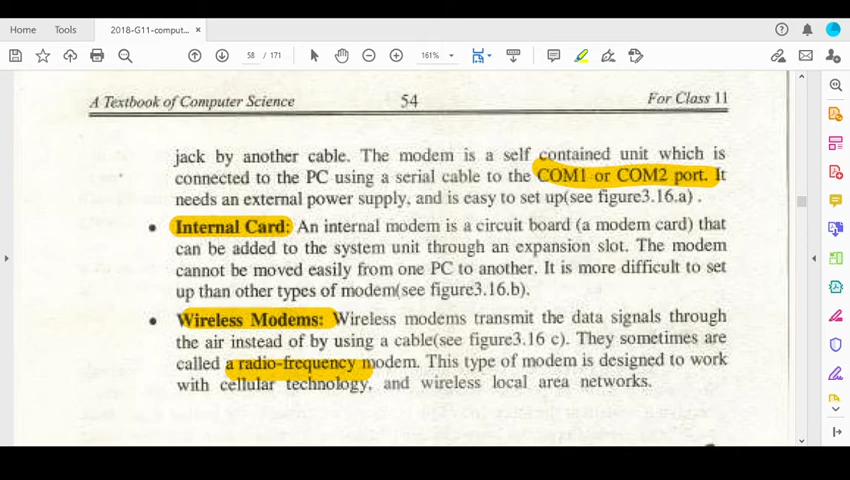 Home Tools 2018-G11-comput... ×
58 / 171 161%
A Textbook of Computer Science 54 For Class 11
jack by another cable. The modem is a self contained unit which is
connected to the PC using a serial cable to the COM1 or COM2 port. It
needs an external power supply, and is easy to set up(see figure3.16.a) .
• Internal Card: An internal modem is a circuit board (a modem card) that
can be added to the system unit through an expansion slot. The modem
cannot be moved easily from one PC to another. It is more difficult to set
up than other types of modem(see figure3.16.b).
• Wireless Modems: Wireless modems transmit the data signals through
the air instead of by using a cable(see figure3.16 c). They sometimes are
called a radio-frequency modem. This type of modem is designed to work
with cellular technology, and wireless local area networks.